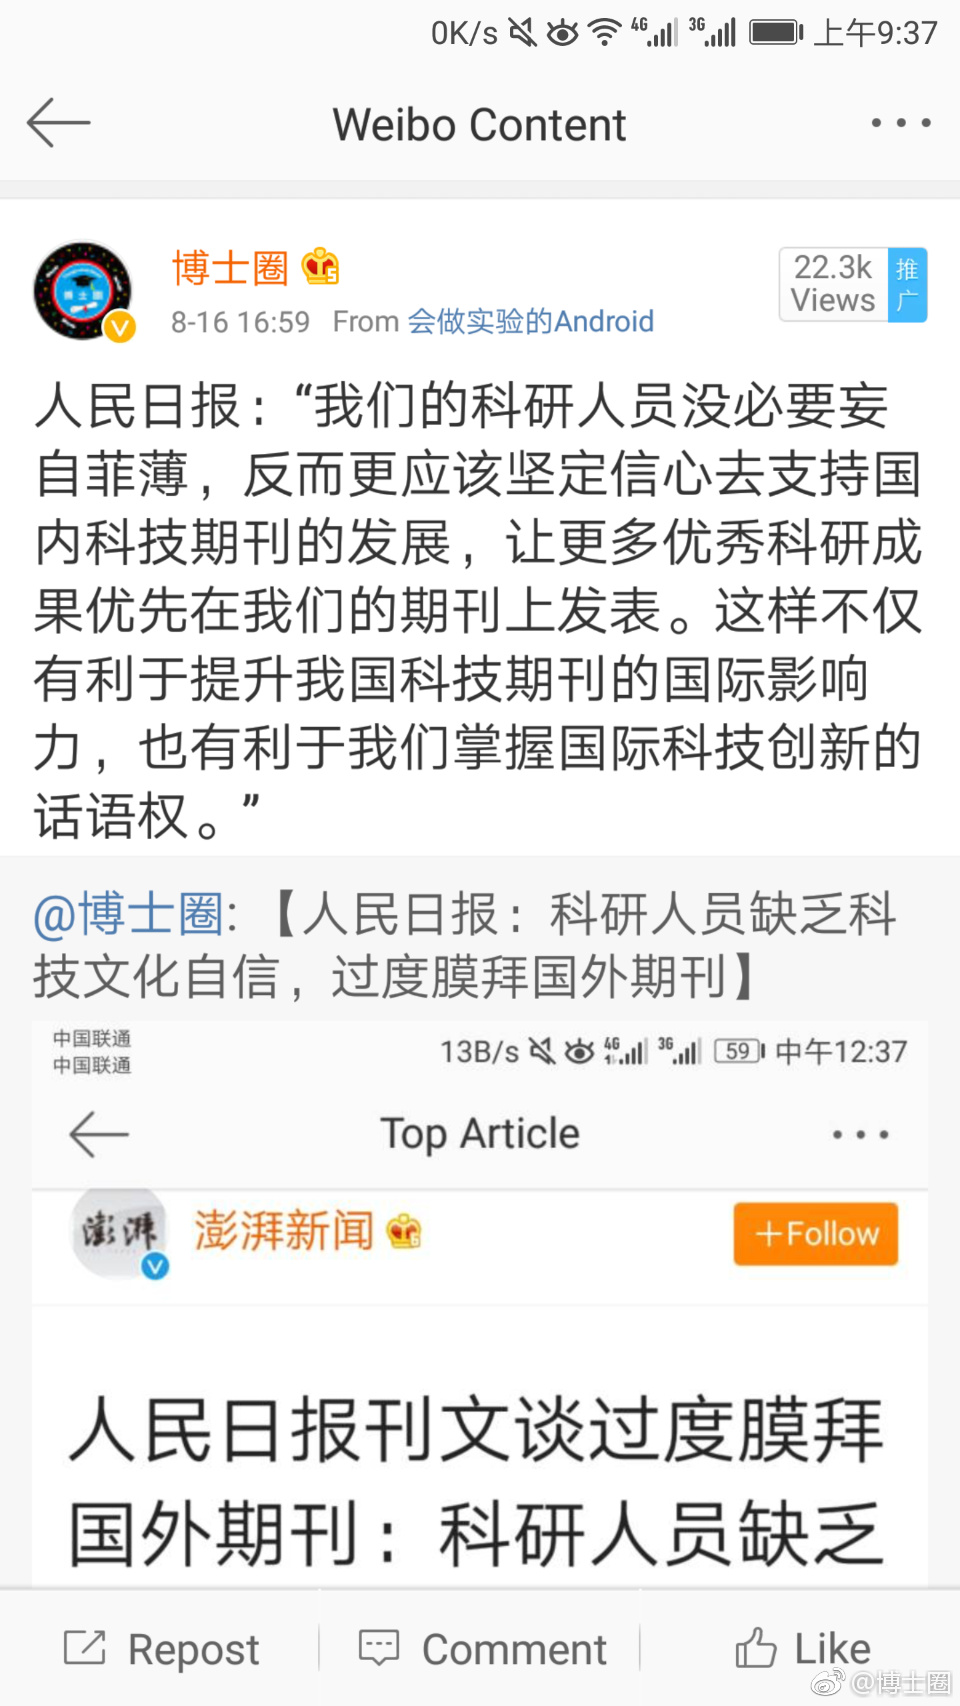 0K/s 4G 3G 上午9:37
Weibo Content
博士圈
22.3k Views 推广
8-16 16:59 From 会做实验的Android
人民日报：“我们的科研人员没必要妄
自菲薄，反而更应该坚定信心去支持国
内科技期刊的发展，让更多优秀科研成
果优先在我们的期刊上发表。这样不仅
有利于提升我国科技期刊的国际影响
力，也有利于我们掌握国际科技创新的
话语权。”
@博士圈:【人民日报：科研人员缺乏科
技文化自信，过度膜拜国外期刊】
中国联通
中国联通
13B/s 4G 3G 59 中午12:37
Top Article
澎湃
澎湃新闻
+Follow
人民日报刊文谈过度膜拜
国外期刊：科研人员缺乏
Repost Comment Like
@博士圈